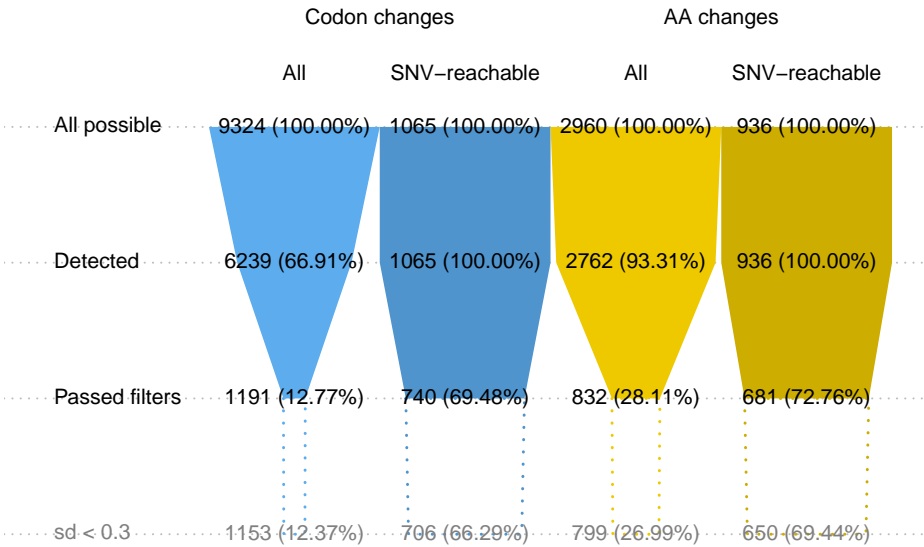 Codon changes AA changes
All SNV−reachable All SNV−reachable
All possible 9324 (100.00%) 1065 (100.00%) 2960 (100.00%) 936 (100.00%)
Detected 6239 (66.91%) 1065 (100.00%) 2762 (93.31%) 936 (100.00%)
Passed filters 1191 (12.77%) 740 (69.48%) 832 (28.11%) 681 (72.76%)
sd < 0.3 1153 (12.37%) 706 (66.29%) 799 (26.99%) 650 (69.44%)